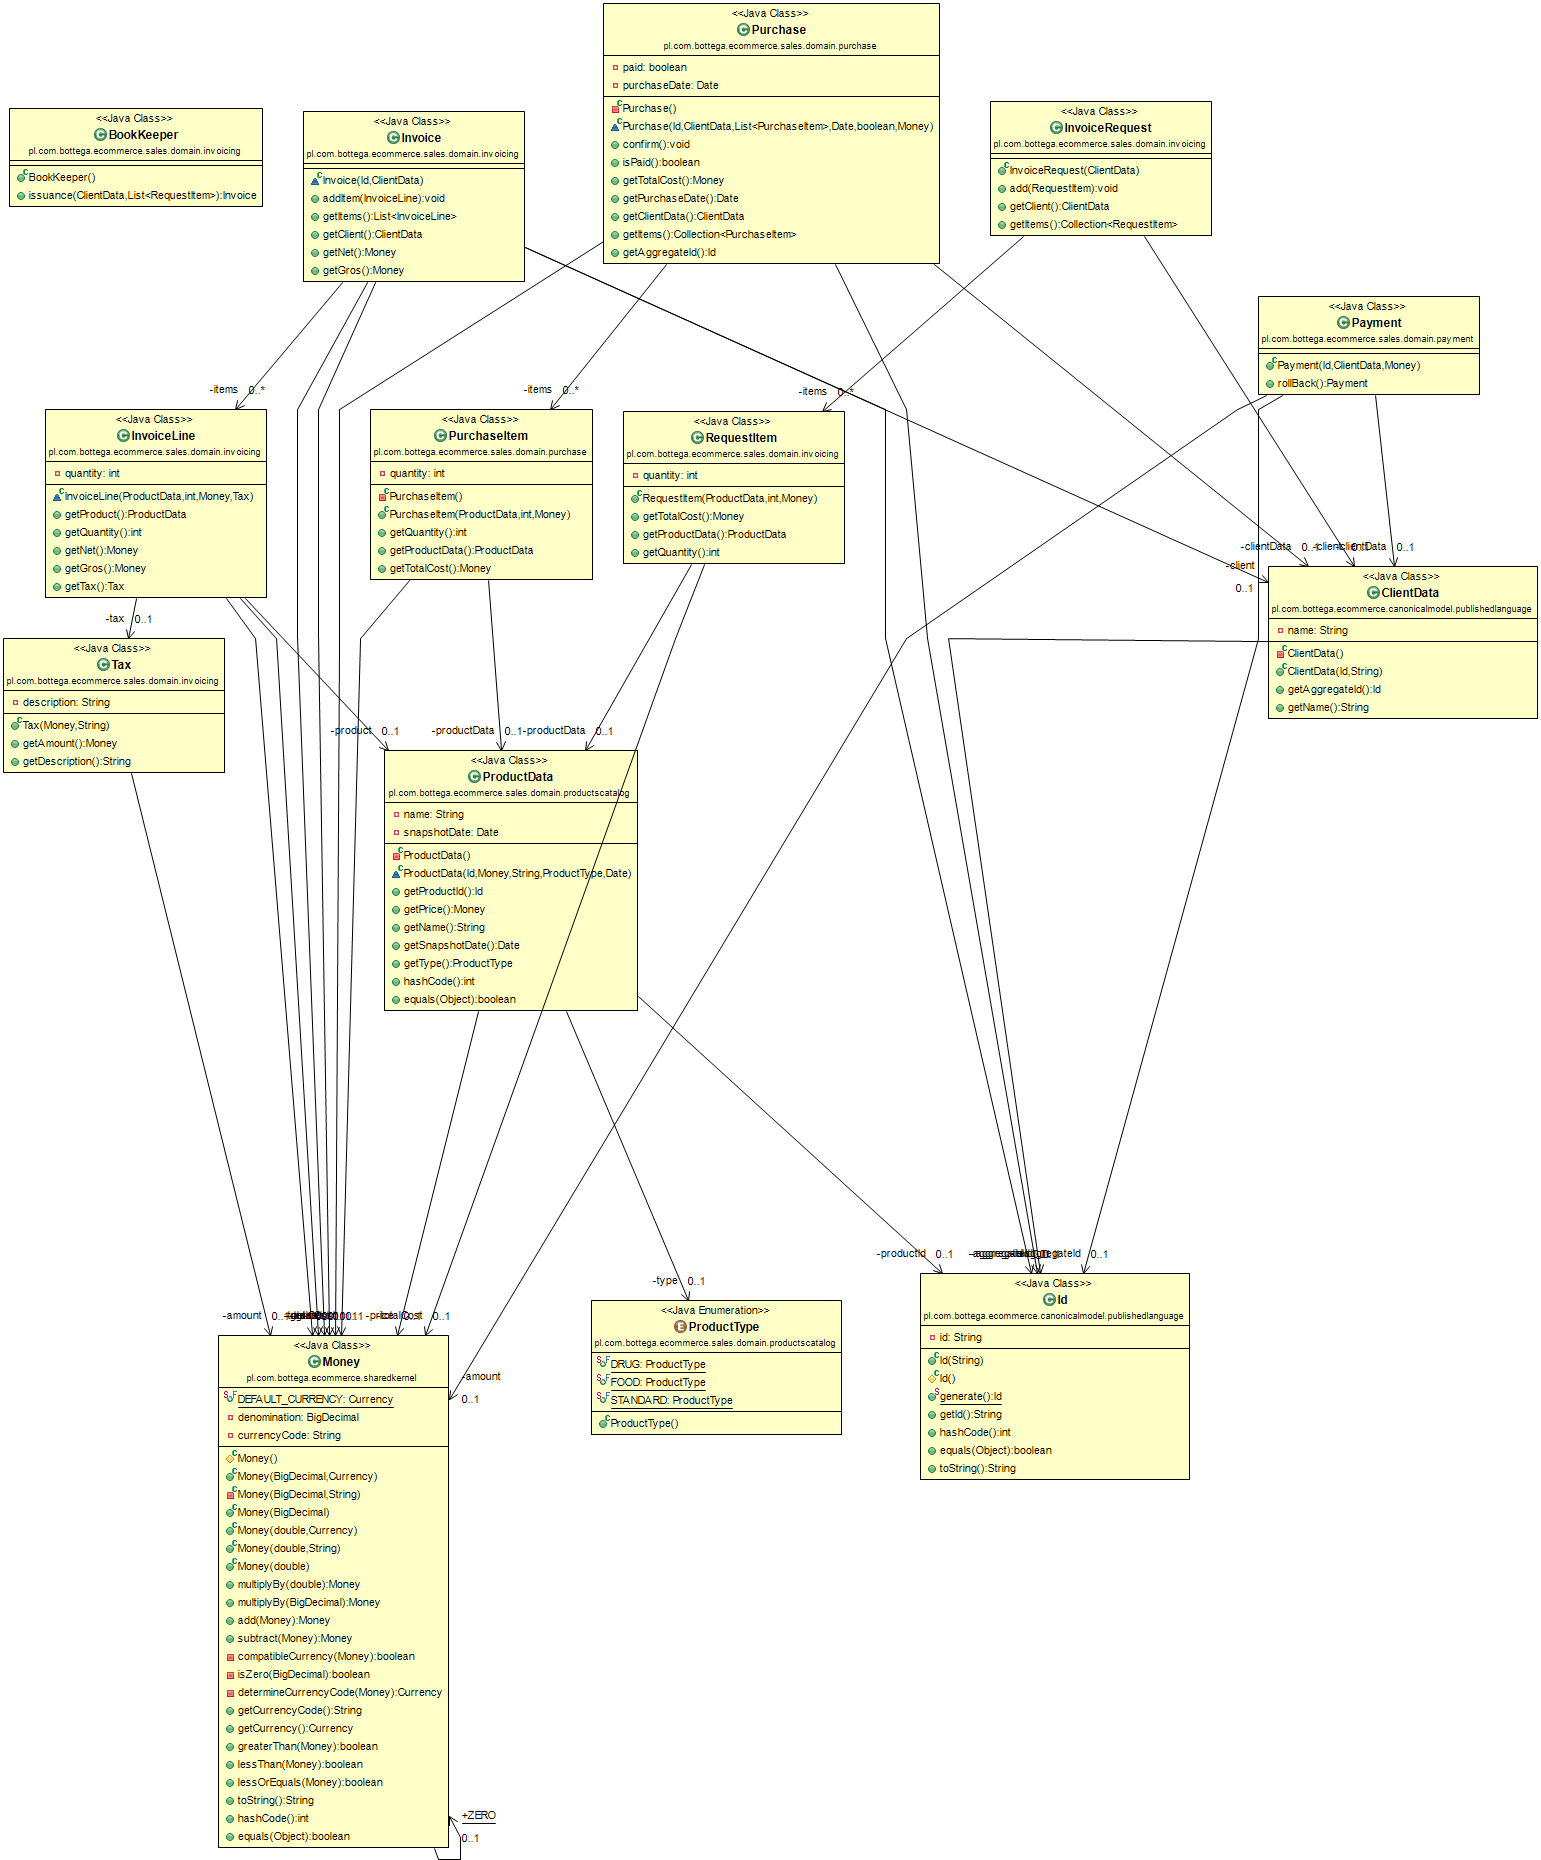 <<Java Class>>
Purchase
pl.com.bottega.ecommerce.sales.domain.purchase
paid: boolean
purchaseDate: Date
Purchase()
Purchase(Id,ClientData,List<PurchaseItem>,Date,boolean,Money)
confirm():void
isPaid():boolean
getTotalCost():Money
getPurchaseDate():Date
getClientData():ClientData
getItems():Collection<PurchaseItem>
getAggregateId():Id
<<Java Class>>
BookKeeper
pl.com.bottega.ecommerce.sales.domain.invoicing
BookKeeper()
issuance(ClientData,List<RequestItem>):Invoice
<<Java Class>>
Invoice
pl.com.bottega.ecommerce.sales.domain.invoicing
Invoice(Id,ClientData)
addItem(InvoiceLine):void
getItems():List<InvoiceLine>
getClient():ClientData
getNet():Money
getGros():Money
<<Java Class>>
InvoiceRequest
pl.com.bottega.ecommerce.sales.domain.invoicing
InvoiceRequest(ClientData)
add(RequestItem):void
getClient():ClientData
getItems():Collection<RequestItem>
<<Java Class>>
Payment
pl.com.bottega.ecommerce.sales.domain.payment
Payment(Id,ClientData,Money)
rollBack():Payment
-items 0..*
-items 0..*
-items 0..*
<<Java Class>>
InvoiceLine
pl.com.bottega.ecommerce.sales.domain.invoicing
quantity: int
InvoiceLine(ProductData,int,Money,Tax)
getProduct():ProductData
getQuantity():int
getNet():Money
getGros():Money
getTax():Tax
<<Java Class>>
PurchaseItem
pl.com.bottega.ecommerce.sales.domain.purchase
quantity: int
PurchaseItem()
PurchaseItem(ProductData,int,Money)
getQuantity():int
getProductData():ProductData
getTotalCost():Money
<<Java Class>>
RequestItem
pl.com.bottega.ecommerce.sales.domain.invoicing
quantity: int
RequestItem(ProductData,int,Money)
getTotalCost():Money
getProductData():ProductData
getQuantity():int
-clientData 0..1
-clientData 0..1
-client
0..1
<<Java Class>>
ClientData
pl.com.bottega.ecommerce.canonicalmodel.publishedlanguage
name: String
ClientData()
ClientData(Id,String)
getAggregateId():Id
getName():String
-tax 0..1
<<Java Class>>
Tax
pl.com.bottega.ecommerce.sales.domain.invoicing
description: String
Tax(Money,String)
getAmount():Money
getDescription():String
-product 0..1
-productData 0..1
-productData 0..1
<<Java Class>>
ProductData
pl.com.bottega.ecommerce.sales.domain.productscatalog
name: String
snapshotDate: Date
ProductData()
ProductData(Id,Money,String,ProductType,Date)
getProductId():Id
getPrice():Money
getName():String
getSnapshotDate():Date
getType():ProductType
hashCode():int
equals(Object):boolean
-productId 0..1
0..1
-type 0..1
<<Java Enumeration>>
ProductType
pl.com.bottega.ecommerce.sales.domain.productscatalog
DRUG: ProductType
FOOD: ProductType
STANDARD: ProductType
ProductType()
<<Java Class>>
Id
pl.com.bottega.ecommerce.canonicalmodel.publishedlanguage
id: String
Id(String)
Id()
generate():Id
getId():String
hashCode():int
equals(Object):boolean
toString():String
-amount
0..1
-amount
0..1
<<Java Class>>
Money
pl.com.bottega.ecommerce.sharedkernel
DEFAULT_CURRENCY: Currency
denomination: BigDecimal
currencyCode: String
Money()
Money(BigDecimal,Currency)
Money(BigDecimal,String)
Money(BigDecimal)
Money(double,Currency)
Money(double,String)
Money(double)
multiplyBy(double):Money
multiplyBy(BigDecimal):Money
add(Money):Money
subtract(Money):Money
compatibleCurrency(Money):boolean
isZero(BigDecimal):boolean
determineCurrencyCode(Money):Currency
getCurrencyCode():String
getCurrency():Currency
greaterThan(Money):boolean
lessThan(Money):boolean
lessOrEquals(Money):boolean
toString():String
hashCode():int
equals(Object):boolean
+ZERO
0..1